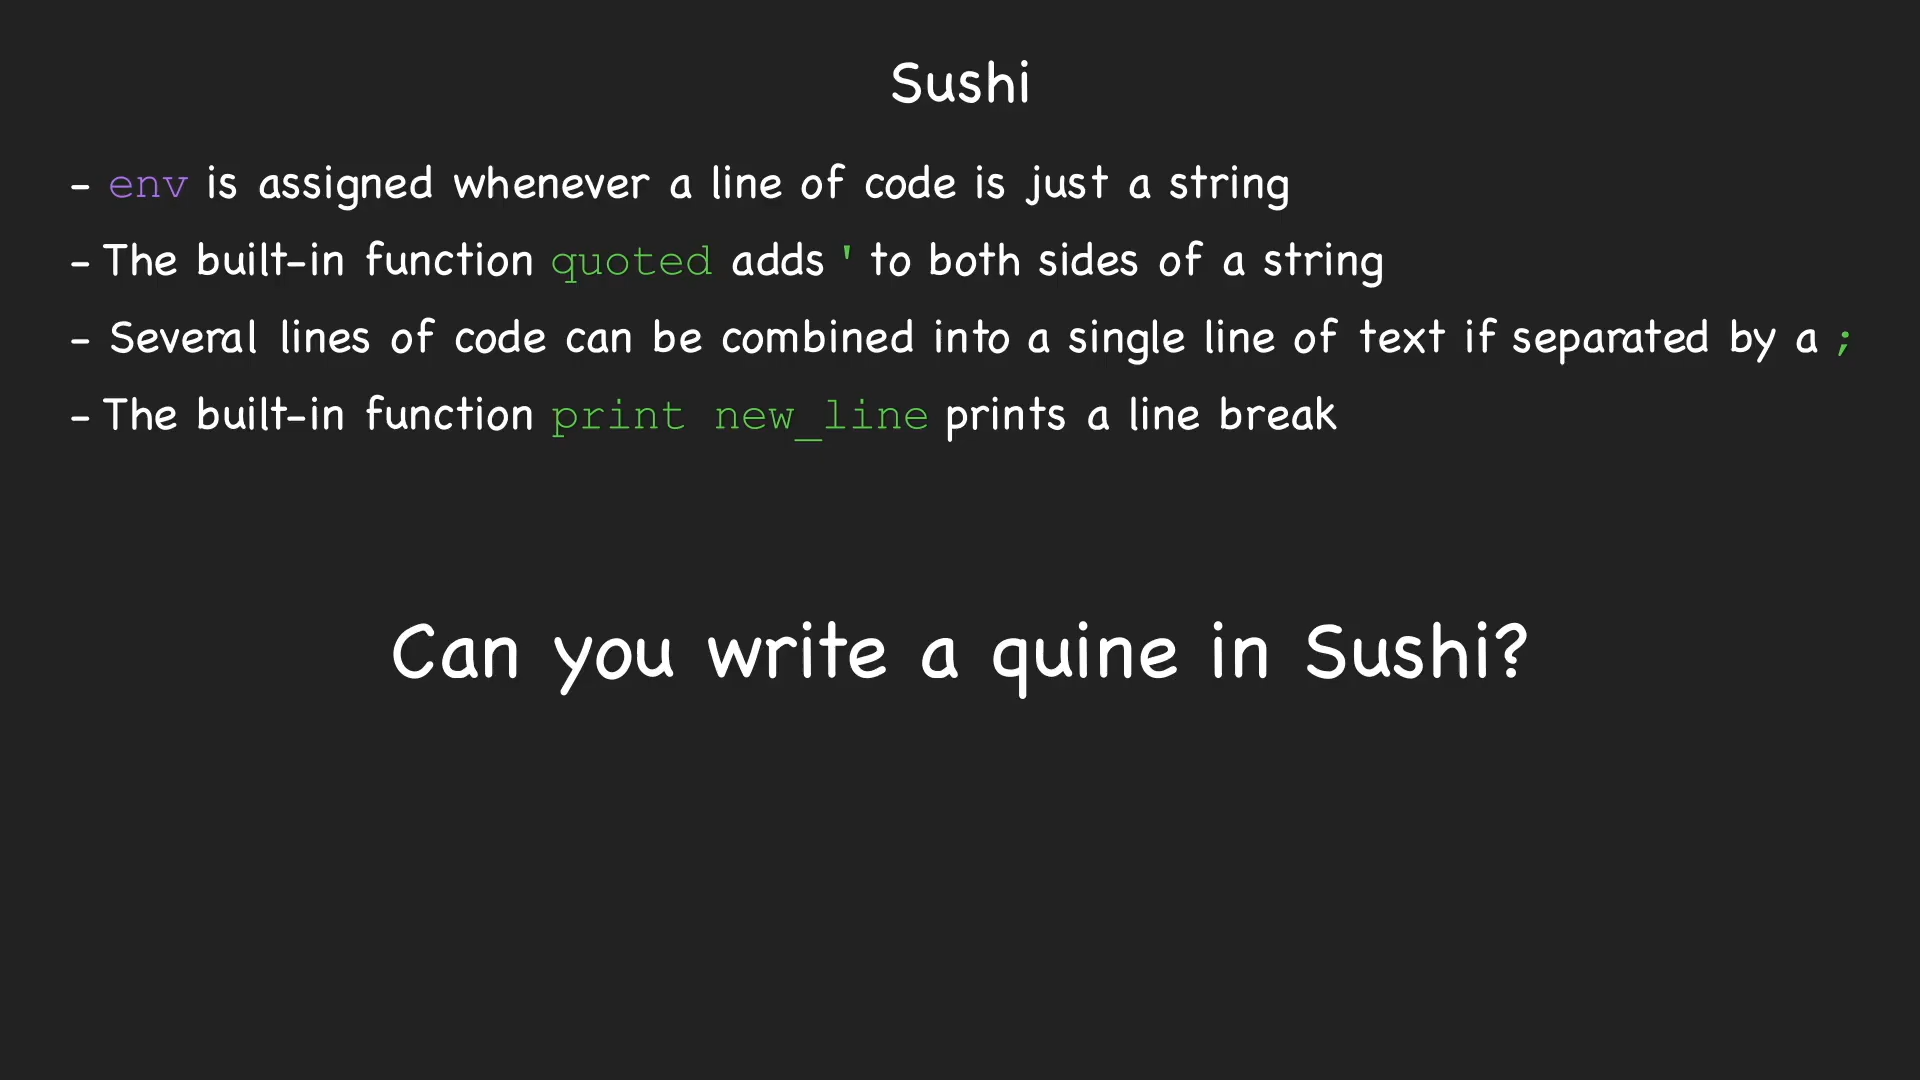 Sushi
- env is assigned whenever a line of code is just a string
- The built-in function quoted adds ' to both sides of a string
- Several lines of code can be combined into a single line of text if separated by a ;
- The built-in function print new_line prints a line break
Can you write a quine in Sushi?